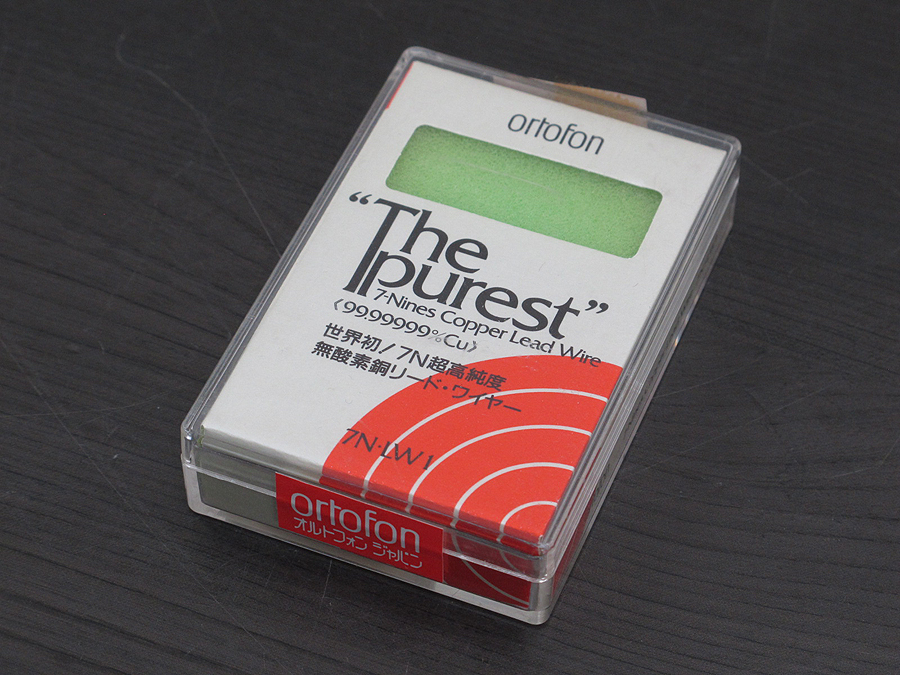 ortofon
“The
purest”
7-Nines Copper Lead Wire
〈99.99999%Cu〉
世界初!7N超高純度
無酸素銅リード・ワイヤー
7N·LW1
ortofon
オルトフォン ジャパン